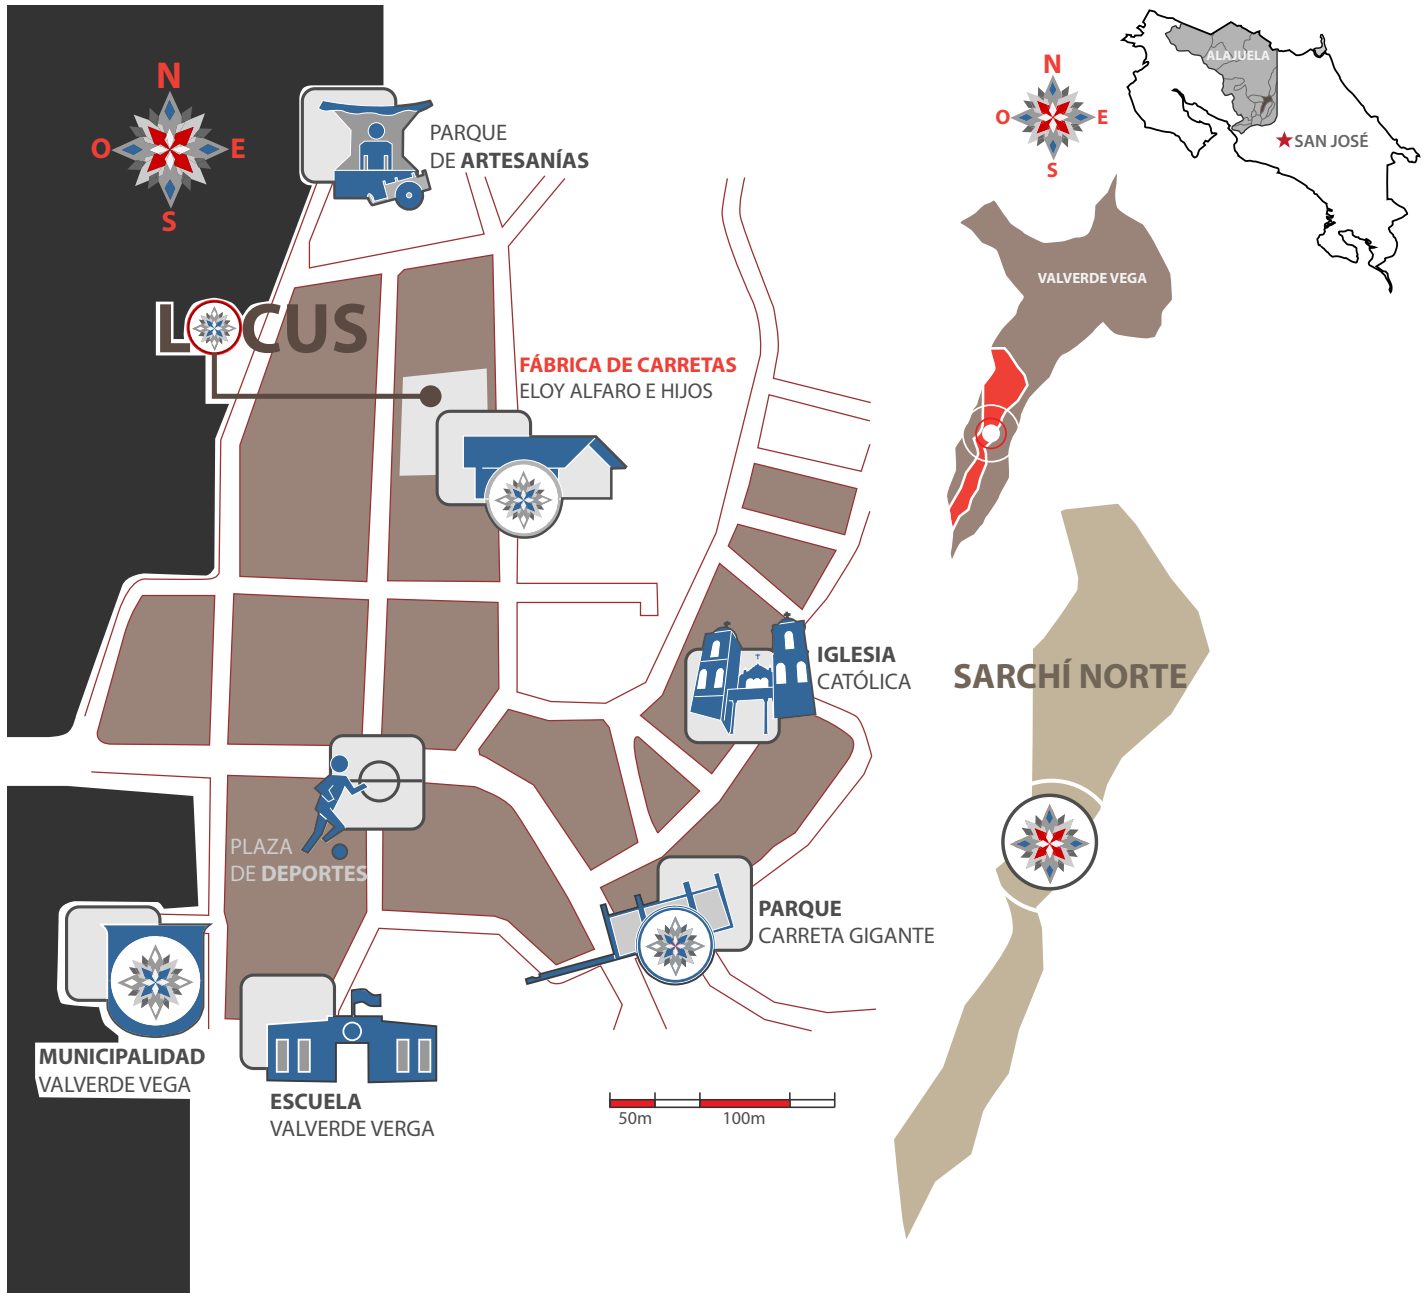 N
O
E
S
PARQUE
DE ARTESANÍAS
LOCUS
FÁBRICA DE CARRETAS
ELOY ALFARO E HIJOS
IGLESIA
CATÓLICA
PLAZA
DE DEPORTES
PARQUE
CARRETA GIGANTE
MUNICIPALIDAD
VALVERDE VEGA
ESCUELA
VALVERDE VERGA
50m
100m
N
O
E
S
ALAJUELA
SAN JOSÉ
VALVERDE VEGA
SARCHÍ NORTE